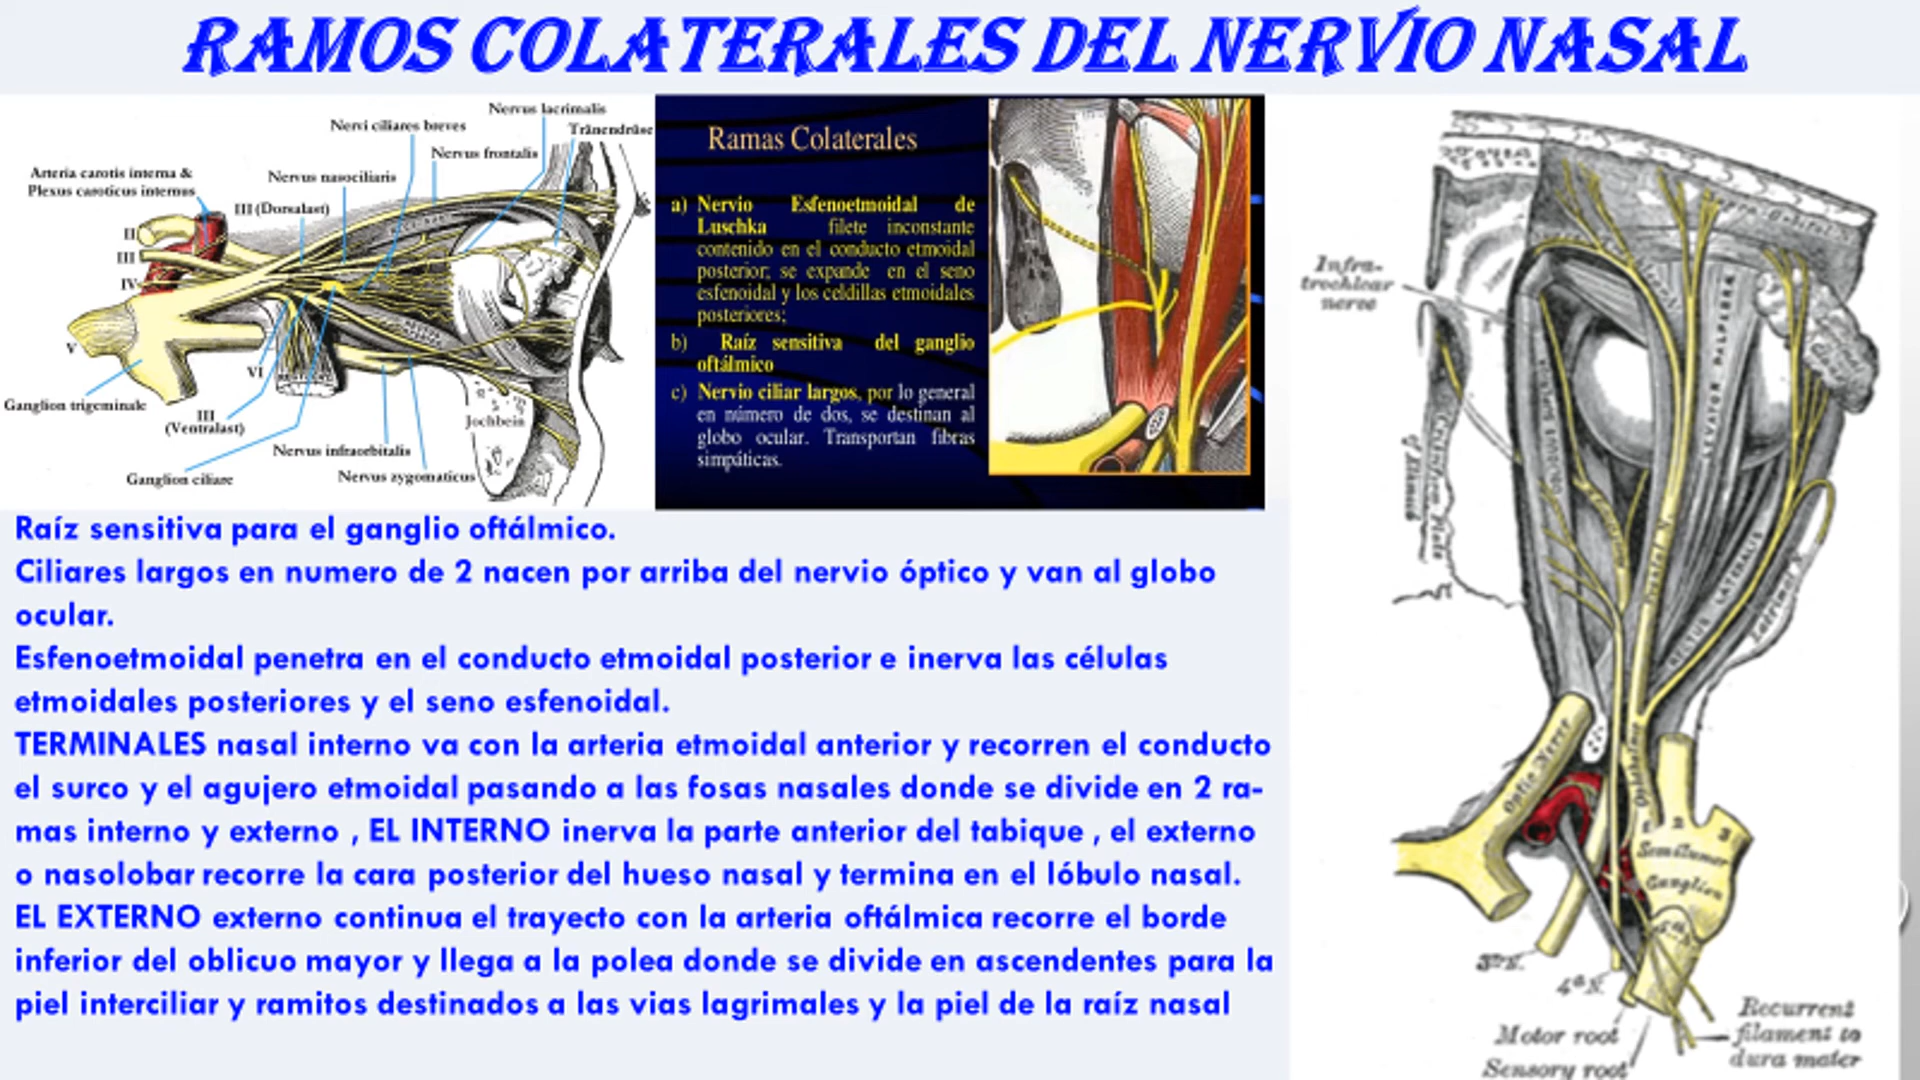 RAMOS COLATERALES DEL NERVIO NASAL
Nervus lacrimalis
Nervi ciliares breves
Tränendrüse
Nervus frontalis
Arteria carotis interna &
Plexus caroticus internus
Nervus nasociliaris
III (Dorsalast)
II
III
IV
V
VI
Ganglion trigeminale
III
(Ventralast)
Jochbein
Nervus infraorbitalis
Ganglion ciliare
Nervus zygomaticus
Ramas Colaterales
a) Nervio Esfenoetmoidal de
Luschka filete inconstante
contenido en el conducto etmoidal
posterior; se expande en el seno
esfenoidal y los celdillas etmoidales
posteriores;
b) Raíz sensitiva del ganglio
oftálmico
c) Nervio ciliar largos, por lo general
en número de dos, se destinan al
globo ocular. Transportan fibras
simpáticas.
Raíz sensitiva para el ganglio oftálmico.
Ciliares largos en numero de 2 nacen por arriba del nervio óptico y van al globo
ocular.
Esfenoetmoidal penetra en el conducto etmoidal posterior e inerva las células
etmoidales posteriores y el seno esfenoidal.
TERMINALES nasal interno va con la arteria etmoidal anterior y recorren el conducto
el surco y el agujero etmoidal pasando a las fosas nasales donde se divide en 2 ra-
mas interno y externo , EL INTERNO inerva la parte anterior del tabique , el externo
o nasolobar recorre la cara posterior del hueso nasal y termina en el lóbulo nasal.
EL EXTERNO externo continua el trayecto con la arteria oftálmica recorre el borde
inferior del oblicuo mayor y llega a la polea donde se divide en ascendentes para la
piel interciliar y ramitos destinados a las vias lagrimales y la piel de la raíz nasal
Infra-
trochlear
nerve
LEVATOR PALPEBRÆ
Frontal N.
RECTUS LATERALIS
Lacrimal N.
Optic Nerve
1 2 3
Semilunar
Ganglion
3rd N.
4th N.
Motor root
Sensory root
Recurrent
filament to
dura mater